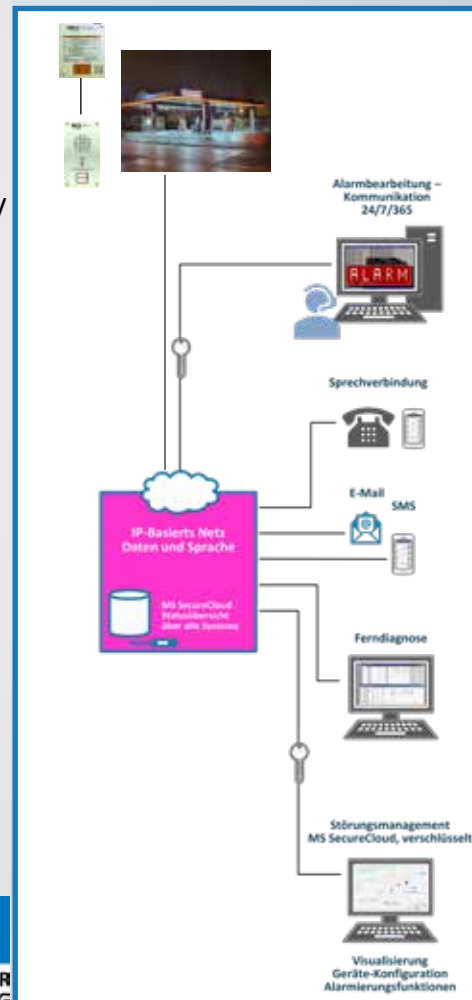 Alarmbearbeitung –
Kommunikation
24/7/365
ALARM
Sprechverbindung
E-Mail
SMS
IP-Basierts Netz
Daten und Sprache
MS SecureCloud
Statusübersicht
über alle Systeme
Ferndiagnose
Störungsmanagement
MS SecureCloud, verschlüsselt
Visualisierung
Geräte-Konfiguration
Alarmierungsfunktionen